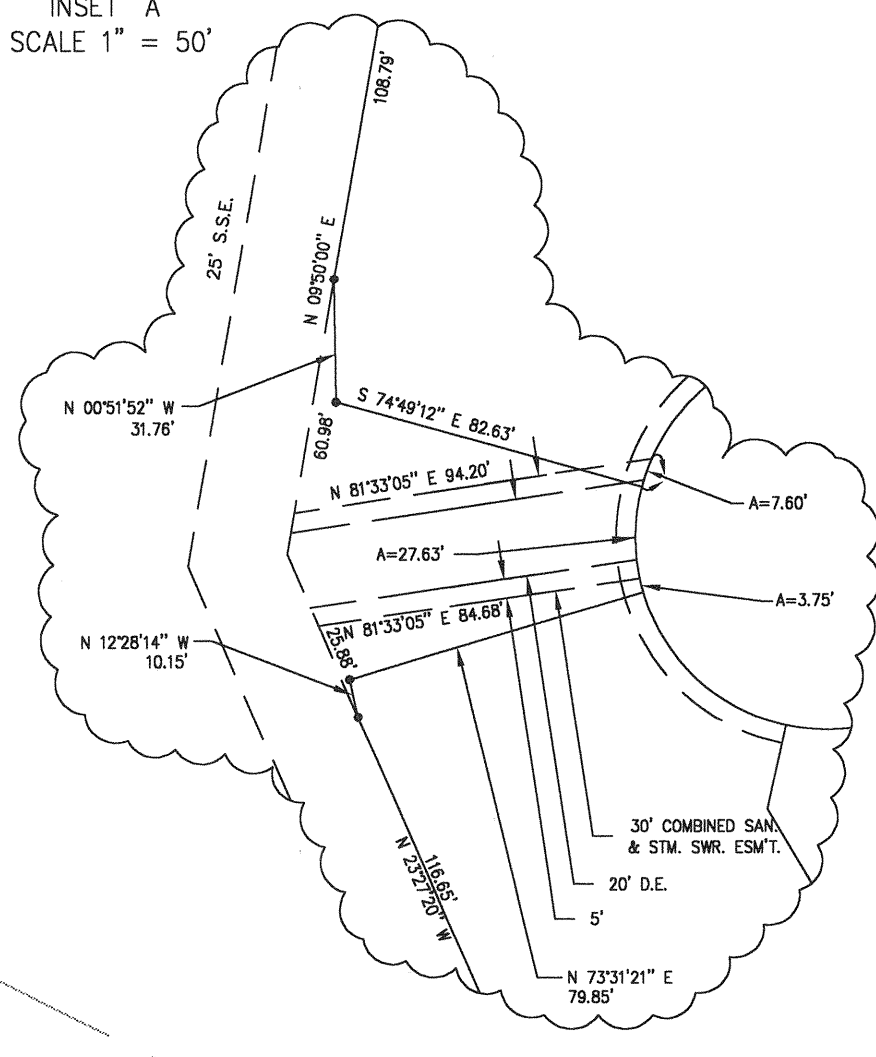 INSET A
SCALE 1" = 50'
108.79'
25' S.S.E.
N 09°50'00" E
N 00°51'52" W
31.76'
S 74°49'12" E 82.63'
60.98'
N 81°33'05" E 94.20'
A=7.60'
A=27.63'
A=3.75'
N 81°33'05" E 84.68'
N 12°28'14" W
10.15'
25.88'
30' COMBINED SAN.
& STM. SWR. ESM'T.
116.65'
N 23°27'20" W
20' D.E.
5'
N 73°31'21" E
79.85'